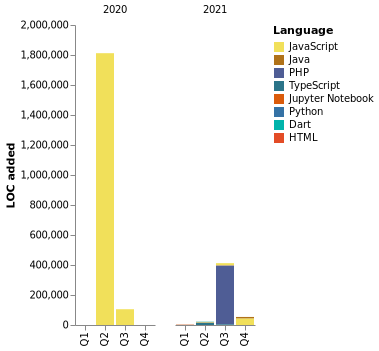 2020
2021
LOC added
2,000,000
1,800,000
1,600,000
1,400,000
1,200,000
1,000,000
800,000
600,000
400,000
200,000
0
Q1
Q2
Q3
Q4
Q1
Q2
Q3
Q4
Language
JavaScript
Java
PHP
TypeScript
Jupyter Notebook
Python
Dart
HTML